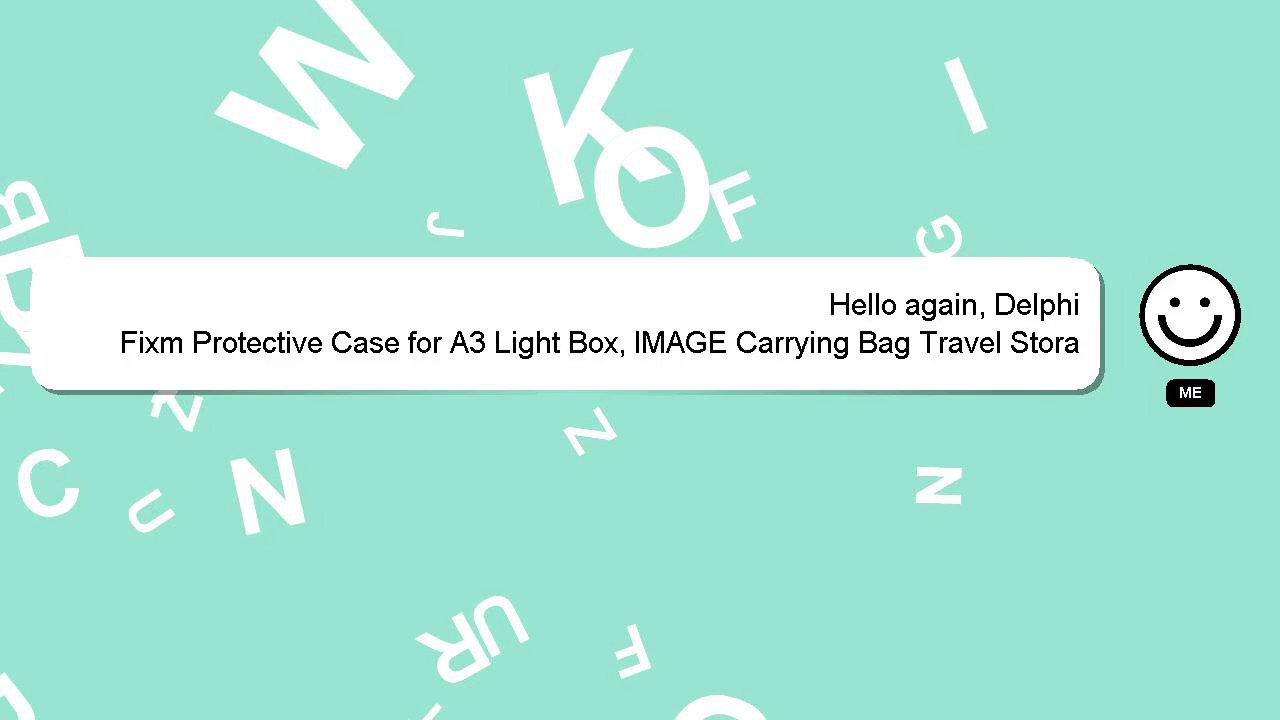 Hello again, Delphi
Fixm Protective Case for A3 Light Box, IMAGE Carrying Bag Travel Stora
ME
W
K
O
F
I
G
J
B
D
Z
Z
N
C
U
N
U
R
F